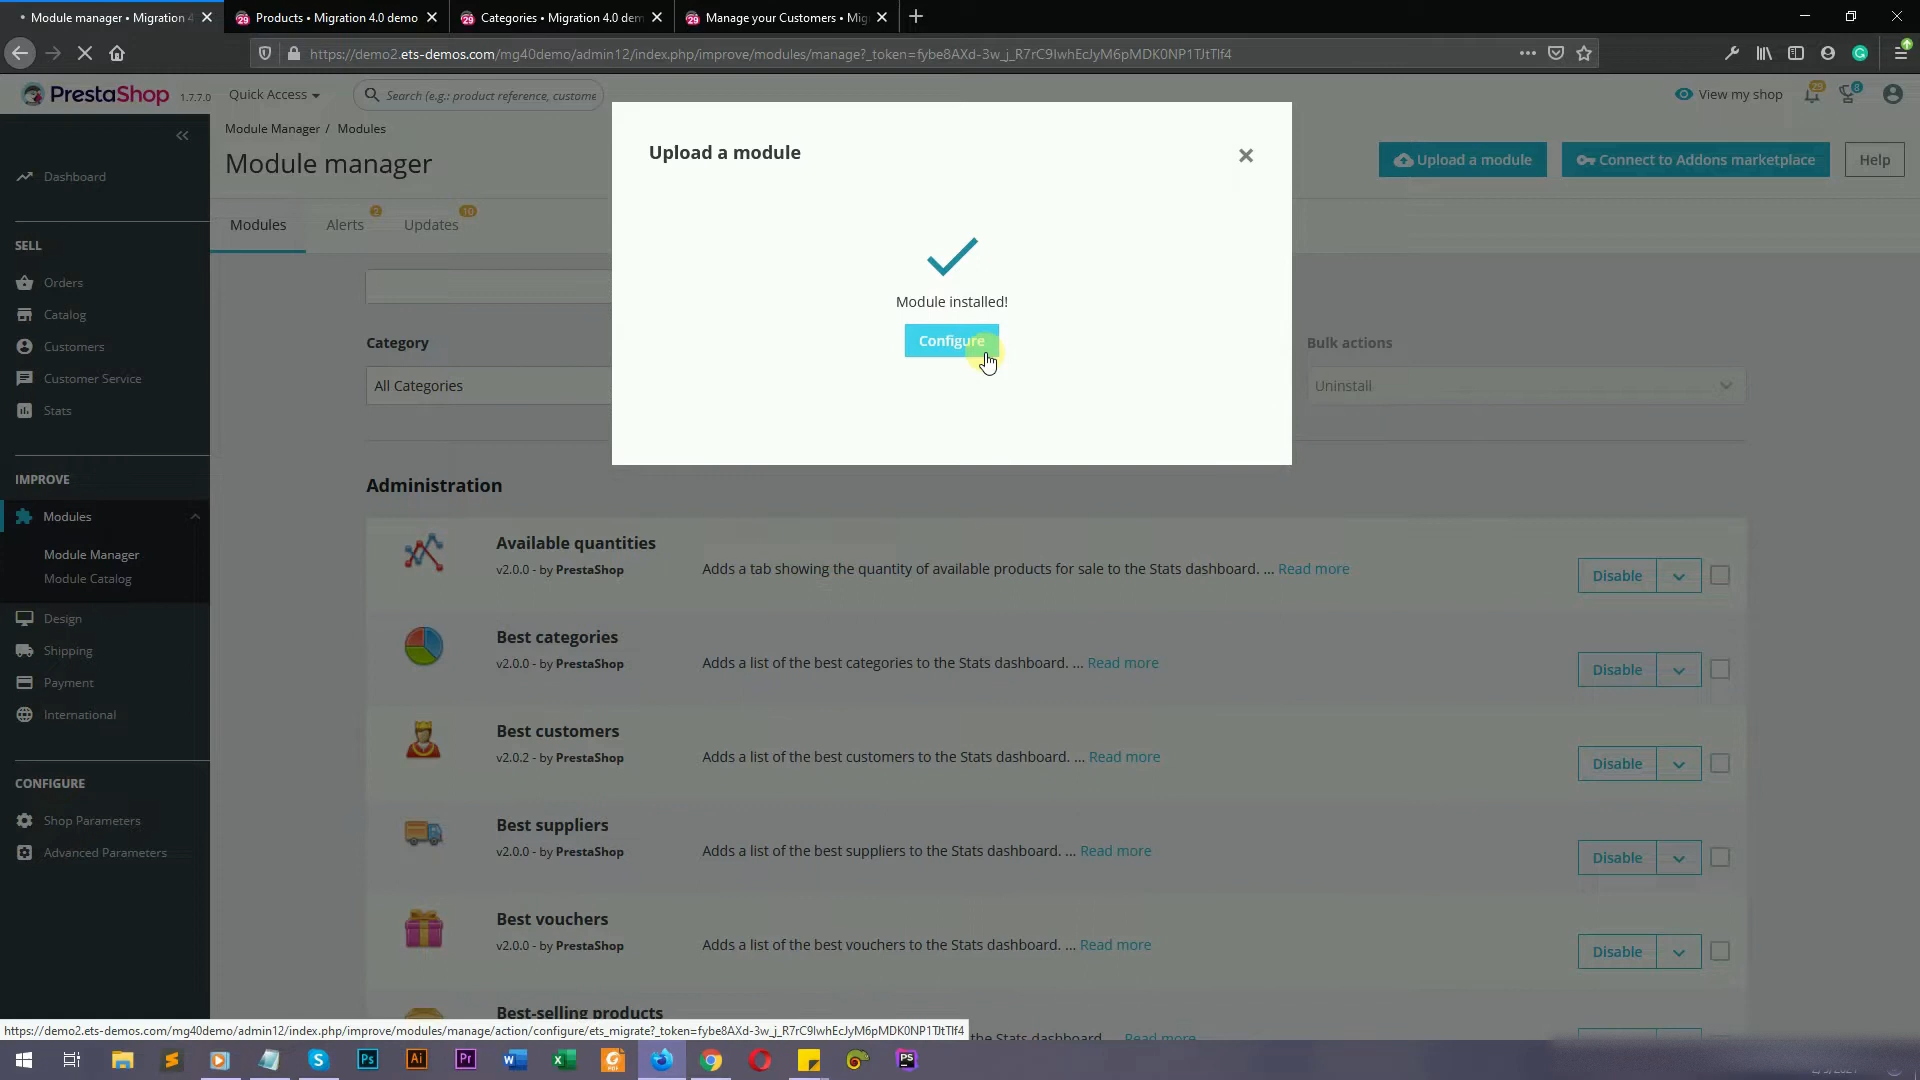 Module manager • Migration 4
Products • Migration 4.0 demo
Categories • Migration 4.0 dem
Manage your Customers • Mig
https://demo2.ets-demos.com/mg40demo/admin12/index.php/improve/modules/manage?_token=fybe8AXd-3w_j_R7rC9IwhEcJyM6pMDK0NP1TJtTlf4
PrestaShop 1.7.7.0
Quick Access
Search (e.g.: product reference, custome
View my shop
29
8
Module Manager / Modules
Module manager
Upload a module
Connect to Addons marketplace
Help
Modules
Alerts 2
Updates 10
Dashboard
SELL
Orders
Catalog
Customers
Customer Service
Stats
IMPROVE
Modules
Module Manager
Module Catalog
Design
Shipping
Payment
International
CONFIGURE
Shop Parameters
Advanced Parameters
Upload a module
Module installed!
Configure
Category
All Categories
Bulk actions
Uninstall
Administration
Available quantities
v2.0.0 - by PrestaShop
Adds a tab showing the quantity of available products for sale to the Stats dashboard. ... Read more
Disable
Best categories
v2.0.0 - by PrestaShop
Adds a list of the best categories to the Stats dashboard. ... Read more
Disable
Best customers
v2.0.2 - by PrestaShop
Adds a list of the best customers to the Stats dashboard. ... Read more
Disable
Best suppliers
v2.0.0 - by PrestaShop
Adds a list of the best suppliers to the Stats dashboard. ... Read more
Disable
Best vouchers
v2.0.0 - by PrestaShop
Adds a list of the best vouchers to the Stats dashboard. ... Read more
Disable
Best-selling products
the Stats dashboard. ... Read more
https://demo2.ets-demos.com/mg40demo/admin12/index.php/improve/modules/manage/action/configure/ets_migrate?_token=fybe8AXd-3w_j_R7rC9IwhEcJyM6pMDK0NP1TJtTlf4